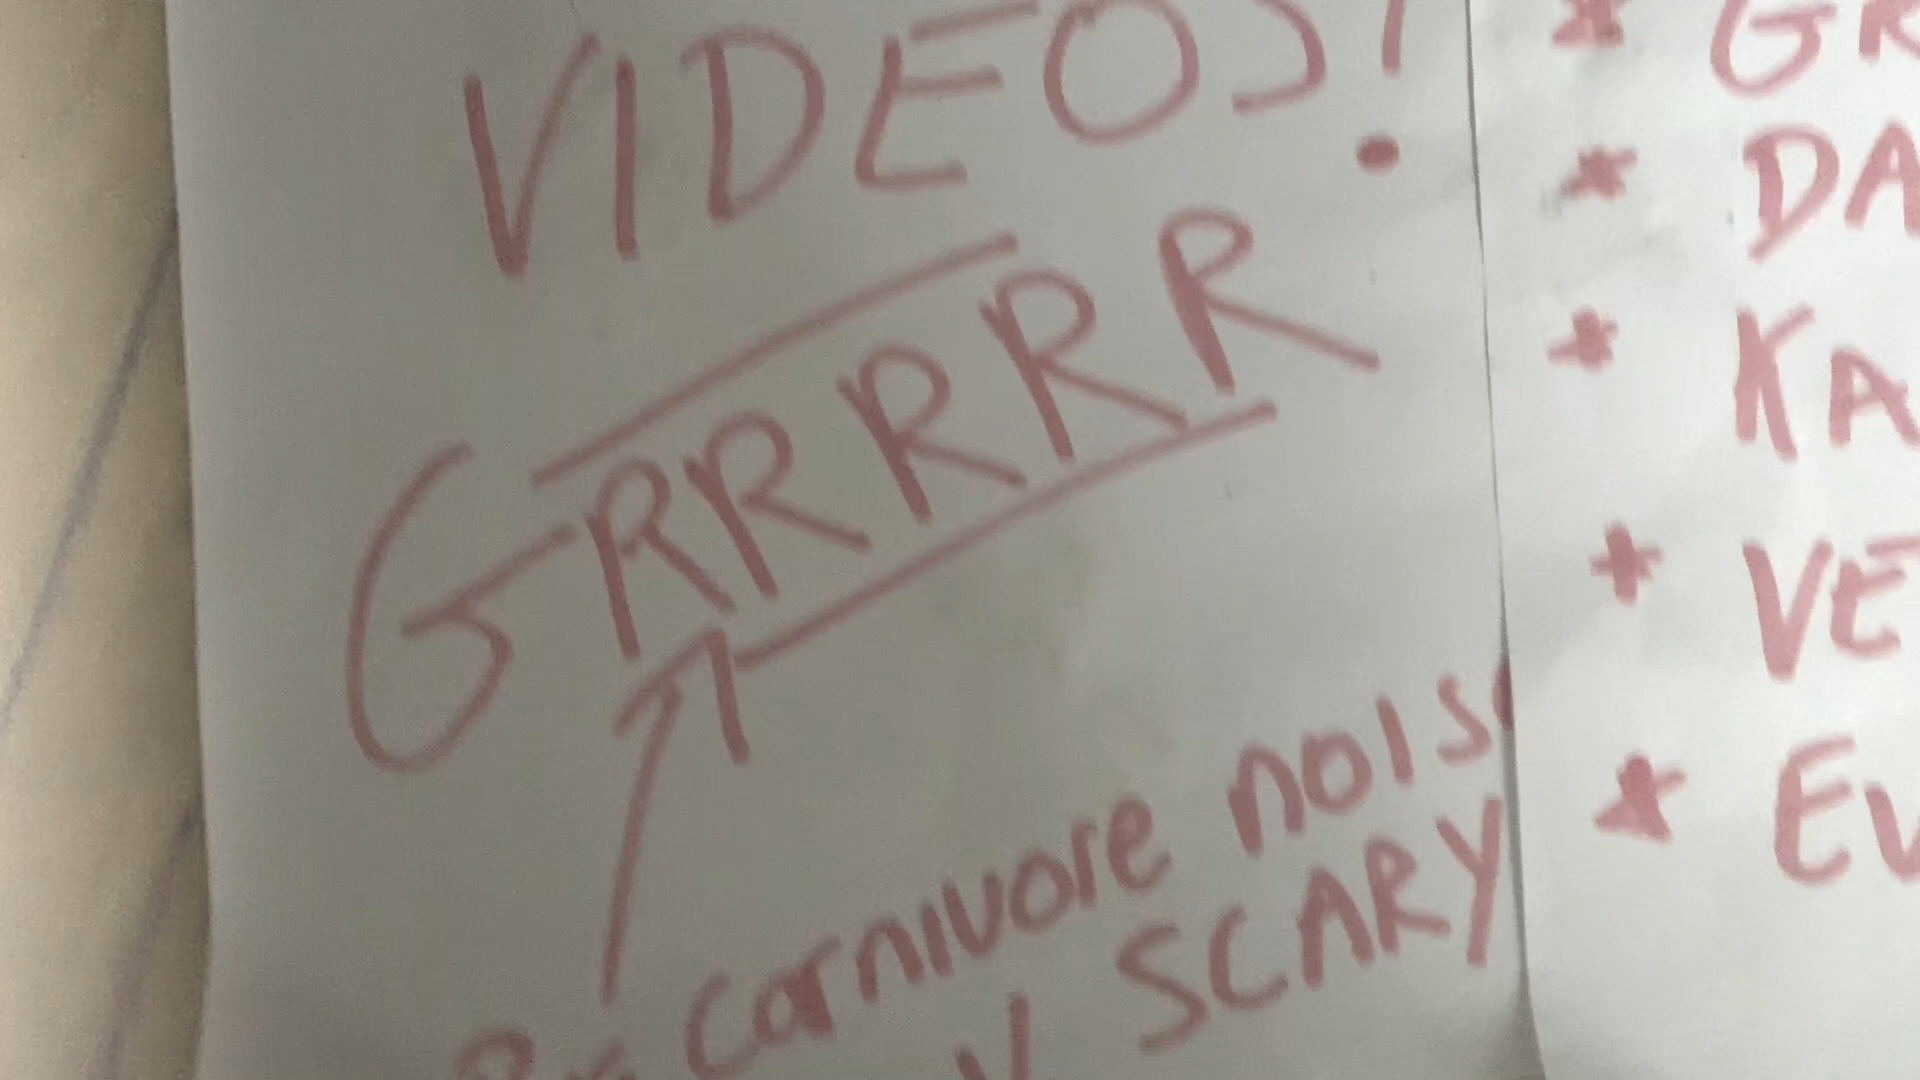 VIDEOS!
GRRRRR
carnivore nois
V SCARY
* GR
* DA
* KA
* VE
* EV